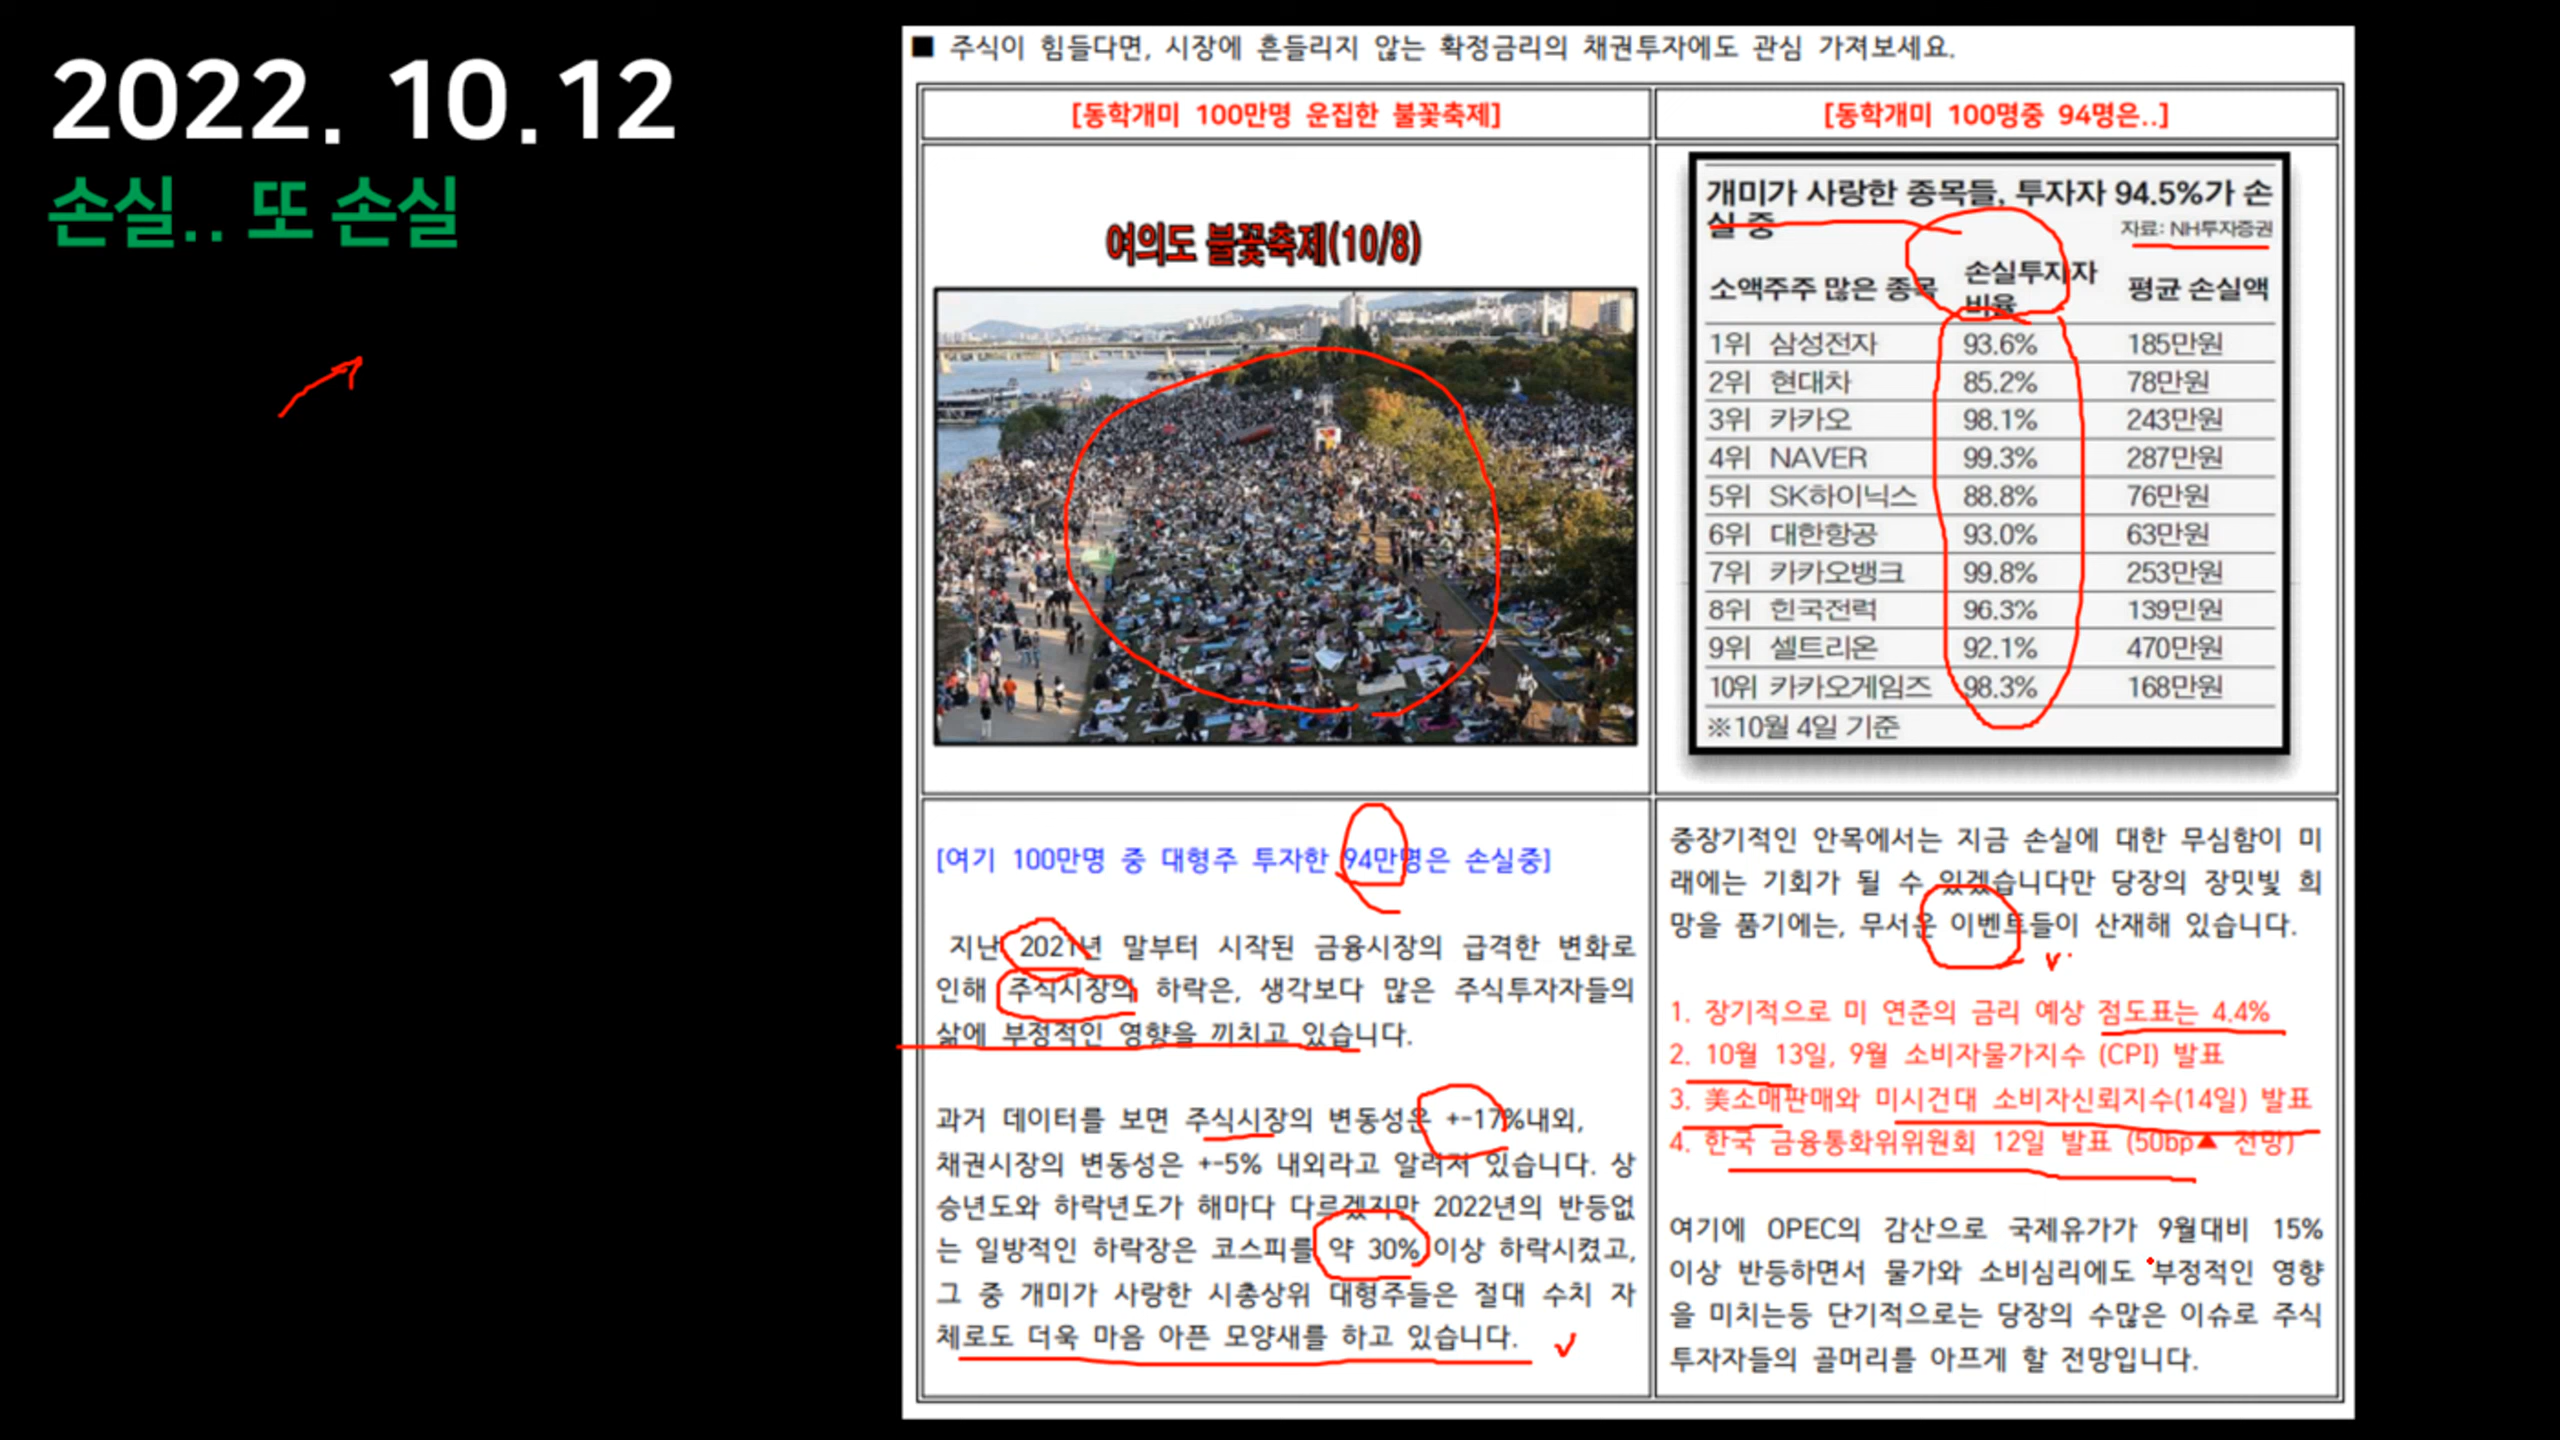 2022. 10.12
손실.. 또 손실
■ 주식이 힘들다면, 시장에 흔들리지 않는 확정금리의 채권투자에도 관심 가져보세요.
[동학개미 100만명 운집한 불꽃축제]
여의도 불꽃축제(10/8)
[여기 100만명 중 대형주 투자한 94만명은 손실중]
지난 2021년 말부터 시작된 금융시장의 급격한 변화로
인해 주식시장의 하락은, 생각보다 많은 주식투자자들의
삶에 부정적인 영향을 끼치고 있습니다.
과거 데이터를 보면 주식시장의 변동성은 +-17%내외,
채권시장의 변동성은 +-5% 내외라고 알려져 있습니다. 상
승년도와 하락년도가 해마다 다르겠지만 2022년의 반등없
는 일방적인 하락장은 코스피를 약 30% 이상 하락시켰고,
그 중 개미가 사랑한 시총상위 대형주들은 절대 수치 자
체로도 더욱 마음 아픈 모양새를 하고 있습니다.
[동학개미 100명중 94명은..]
개미가 사랑한 종목들, 투자자 94.5%가 손
실 중
자료: NH투자증권
소액주주 많은 종목 손실투자자 비율 평균 손실액
1위 삼성전자 93.6% 185만원
2위 현대차 85.2% 78만원
3위 카카오 98.1% 243만원
4위 NAVER 99.3% 287만원
5위 SK하이닉스 88.8% 76만원
6위 대한항공 93.0% 63만원
7위 카카오뱅크 99.8% 253만원
8위 한국전력 96.3% 139만원
9위 셀트리온 92.1% 470만원
10위 카카오게임즈 98.3% 168만원
※10월 4일 기준
중장기적인 안목에서는 지금 손실에 대한 무심함이 미
래에는 기회가 될 수 있겠습니다만 당장의 장밋빛 희
망을 품기에는, 무서운 이벤트들이 산재해 있습니다.
1. 장기적으로 미 연준의 금리 예상 점도표는 4.4%
2. 10월 13일, 9월 소비자물가지수 (CPI) 발표
3. 美소매판매와 미시건대 소비자신뢰지수(14일) 발표
4. 한국 금융통화위위원회 12일 발표 (50bp▲ 전망)
여기에 OPEC의 감산으로 국제유가가 9월대비 15%
이상 반등하면서 물가와 소비심리에도 부정적인 영향
을 미치는등 단기적으로는 당장의 수많은 이슈로 주식
투자자들의 골머리를 아프게 할 전망입니다.